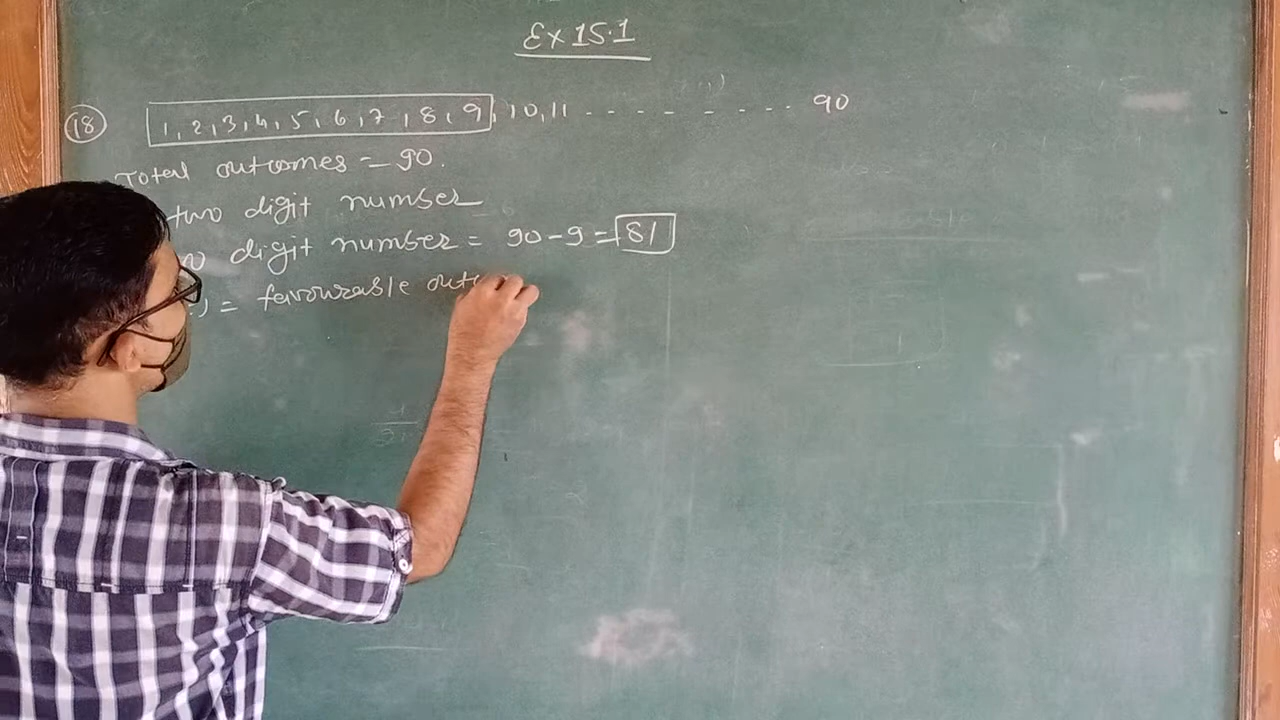 Ex 15.1
18 1, 2, 3, 4, 5, 6, 7, 8, 9, 10, 11 - - - - - - - - - 90
Total outcomes = 90.
two digit number
digit number = 90 - 9 = 81
) = favourable